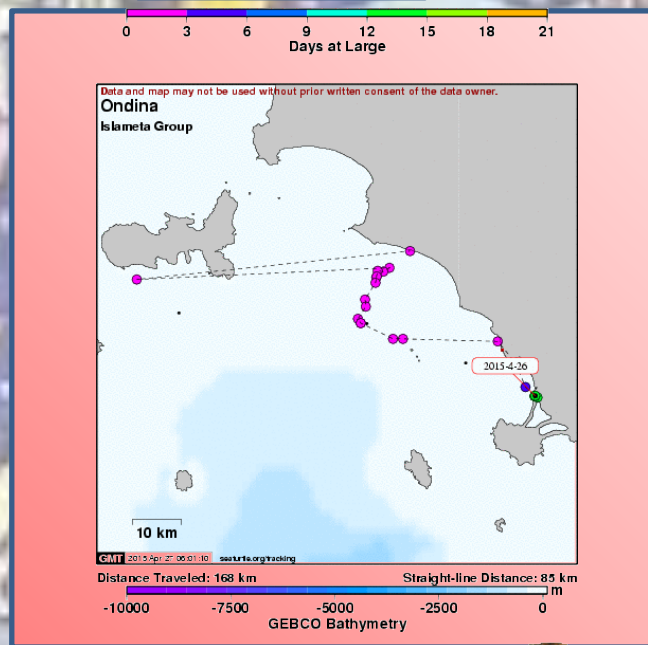 0 3 6 9 12 15 18 21
Days at Large
Data and map may not be used without prior written consent of the data owner.
Ondina
Islameta Group
2015-4-26
10 km
GMT 2015 Apr 27 06:01:10 seaturtle.org/tracking
Distance Traveled: 168 km Straight-line Distance: 85 km
m
-10000 -7500 -5000 -2500 0
GEBCO Bathymetry